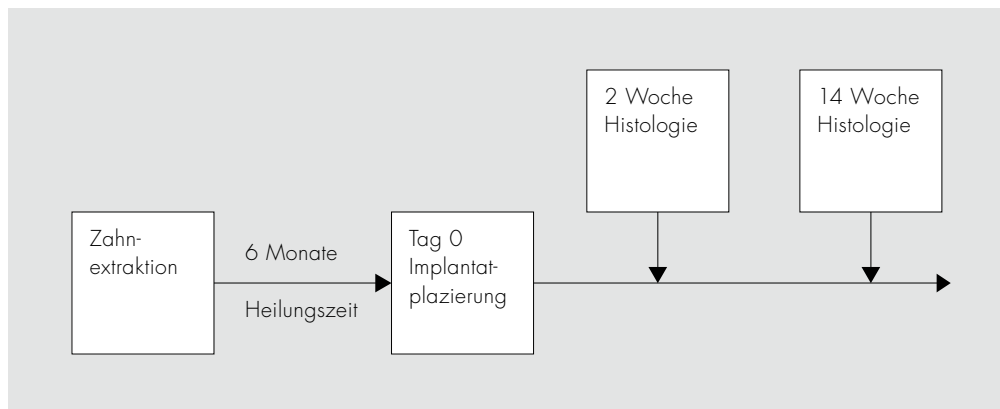 Zahn-
extraktion
6 Monate
Heilungszeit
Tag 0
Implantat-
plazierung
2 Woche
Histologie
14 Woche
Histologie